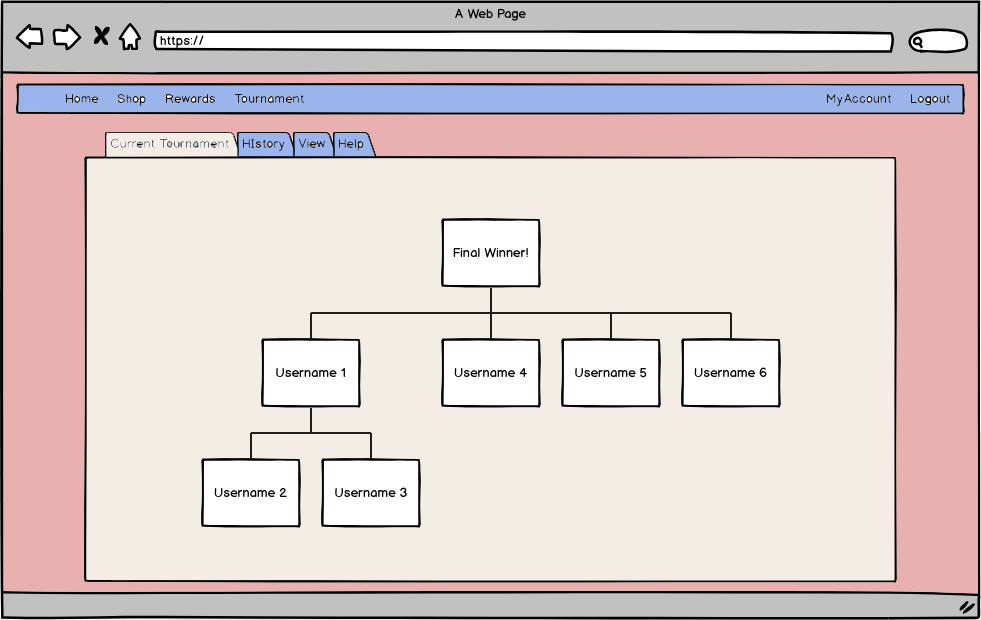 A Web Page
https://
Home Shop Rewards Tournament MyAccount Logout
Current Tournament HIstory View Help
Final Winner!
Username 1 Username 4 Username 5 Username 6
Username 2 Username 3